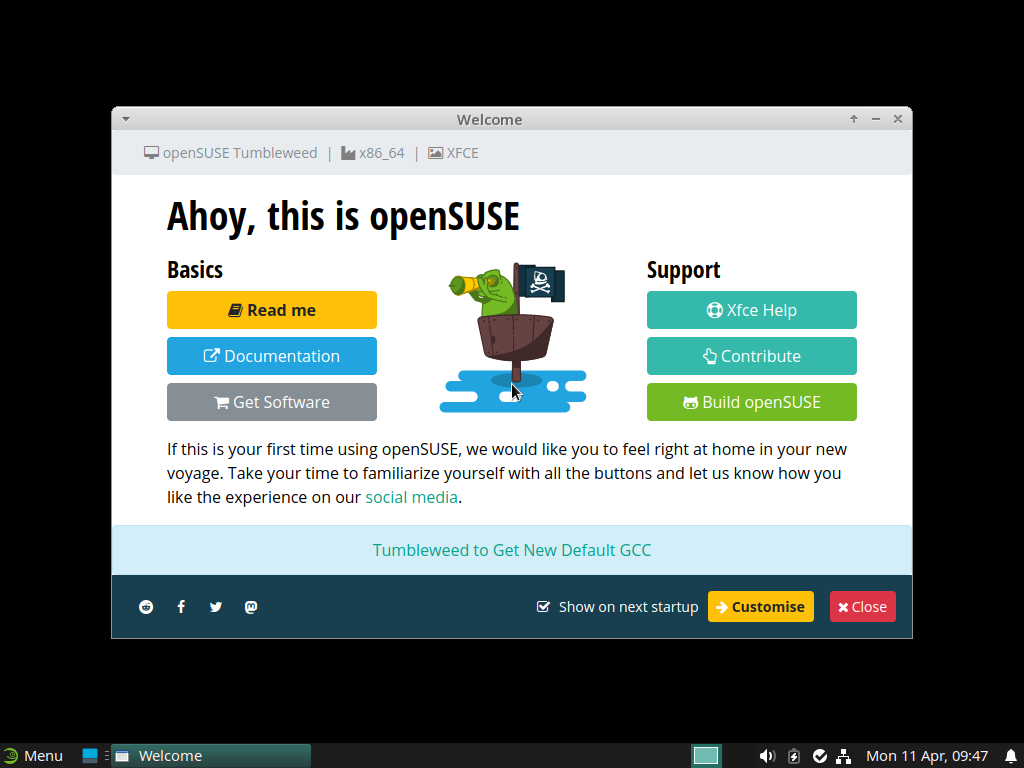 Welcome
openSUSE Tumbleweed | x86_64 | XFCE
Ahoy, this is openSUSE
Basics
Read me
Documentation
Get Software
Support
Xfce Help
Contribute
Build openSUSE
If this is your first time using openSUSE, we would like you to feel right at home in your new
voyage. Take your time to familiarize yourself with all the buttons and let us know how you
like the experience on our social media.
Tumbleweed to Get New Default GCC
Show on next startup
Customise
Close
Menu
Welcome
Mon 11 Apr, 09:47